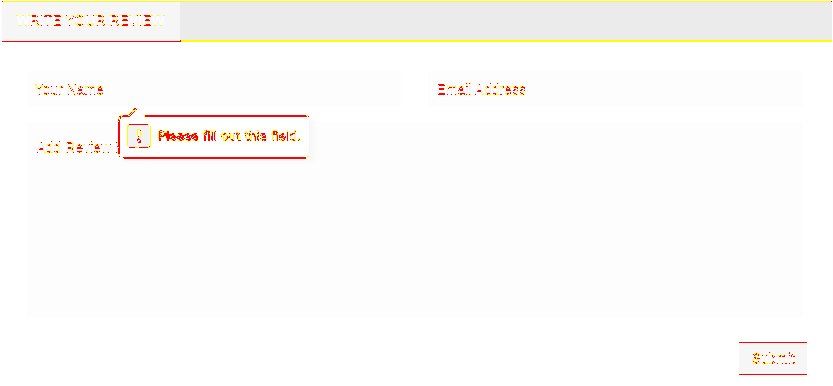 WRITE YOUR REVIEW
Your Name
Email Address
Please fill out this field.
Add Review
Submit